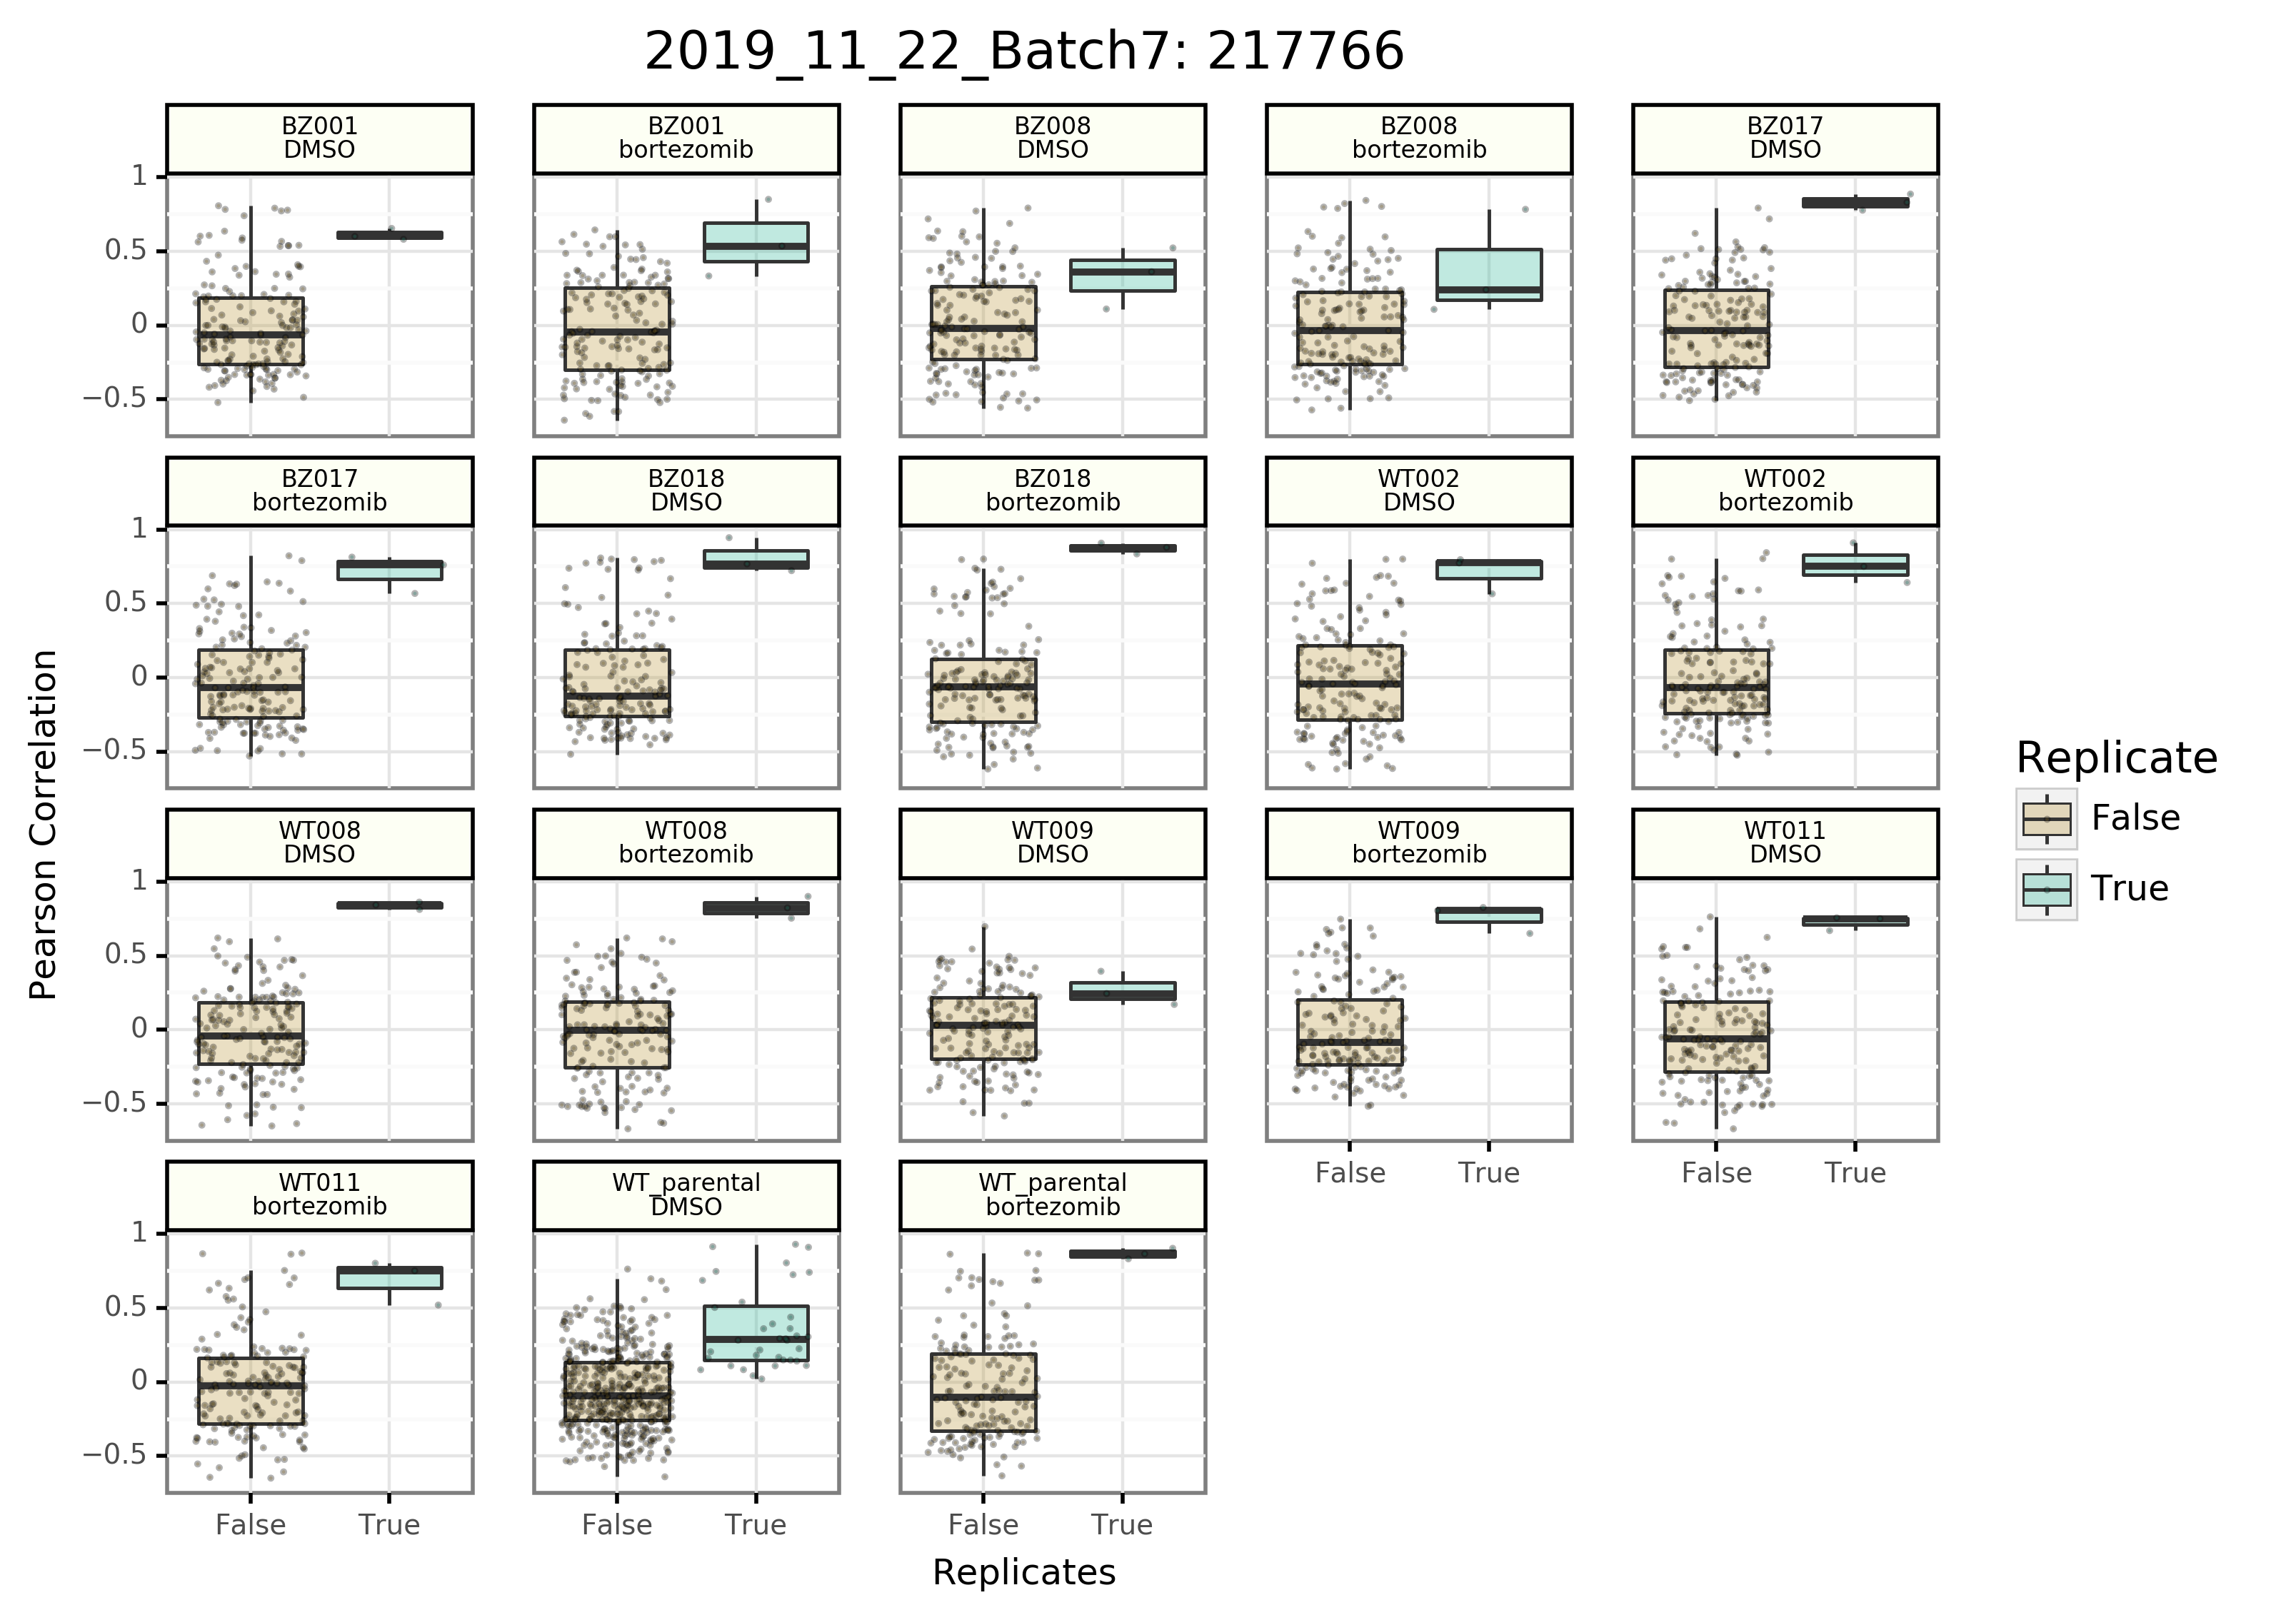 2019_11_22_Batch7: 217766
BZ001
DMSO
BZ001
bortezomib
BZ008
DMSO
BZ008
bortezomib
BZ017
DMSO
1
0.5
0
−0.5
BZ017
bortezomib
BZ018
DMSO
BZ018
bortezomib
WT002
DMSO
WT002
bortezomib
1
0.5
0
−0.5
WT008
DMSO
WT008
bortezomib
WT009
DMSO
WT009
bortezomib
WT011
DMSO
1
0.5
0
−0.5
False
True
False
True
WT011
bortezomib
WT_parental
DMSO
WT_parental
bortezomib
1
0.5
0
−0.5
False
True
False
True
False
True
Replicates
Pearson Correlation
Replicate
False
True